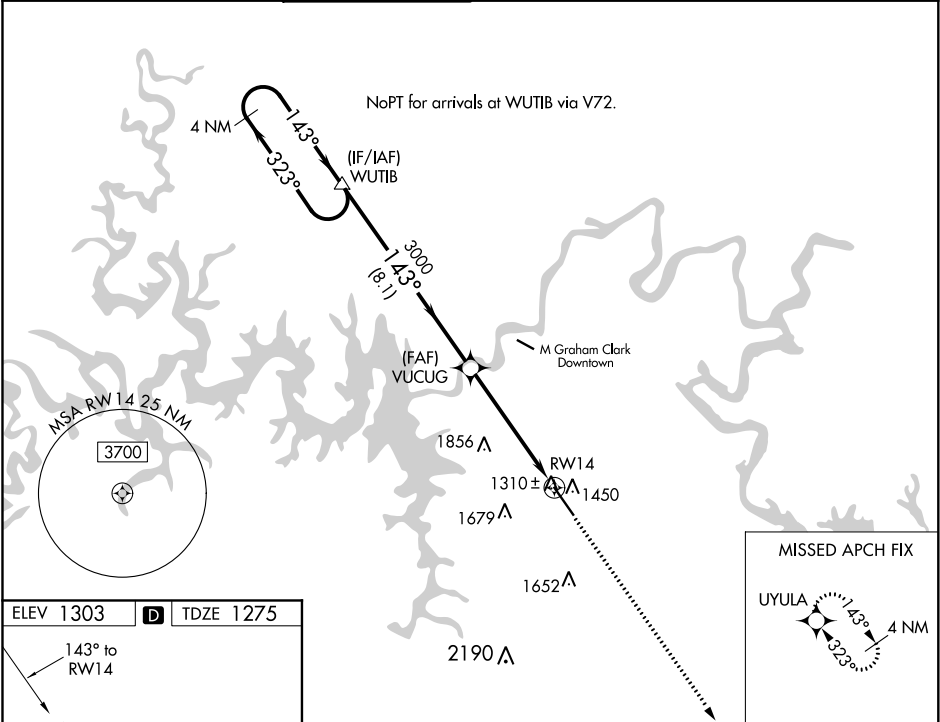 NoPT for arrivals at WUTIB via V72.
4 NM
143°
323°
(IF/IAF)
WUTIB
3000
143°
(8.1)
M Graham Clark
Downtown
(FAF)
VUCUG
MSA RW14 25 NM
3700
1856
RW14
1310 ±
1450
1679
1652
2190
MISSED APCH FIX
UYULA
143°
4 NM
323°
ELEV 1303
D
TDZE 1275
143° to
RW14